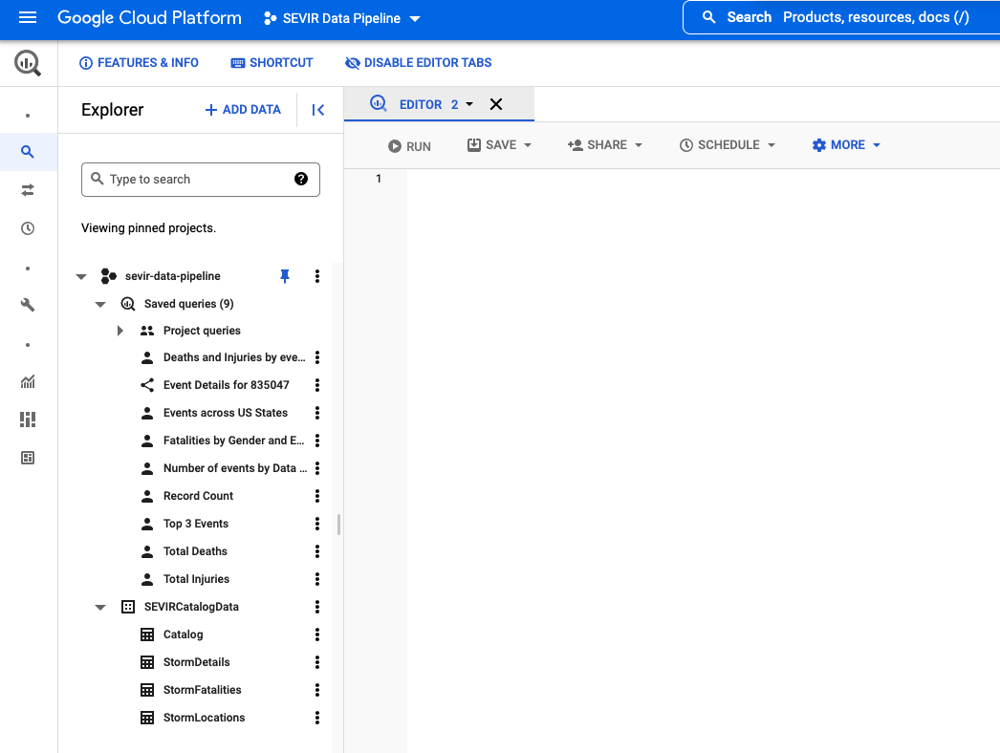 Google Cloud Platform SEVIR Data Pipeline Search Products, resources, docs (/)
FEATURES & INFO SHORTCUT DISABLE EDITOR TABS
Explorer + ADD DATA
EDITOR 2
RUN SAVE SHARE SCHEDULE MORE
1
Type to search ?
Viewing pinned projects.
sevir-data-pipeline
Saved queries (9)
Project queries
Deaths and Injuries by eve...
Event Details for 835047
Events across US States
Fatalities by Gender and E...
Number of events by Data ...
Record Count
Top 3 Events
Total Deaths
Total Injuries
SEVIRCatalogData
Catalog
StormDetails
StormFatalities
StormLocations